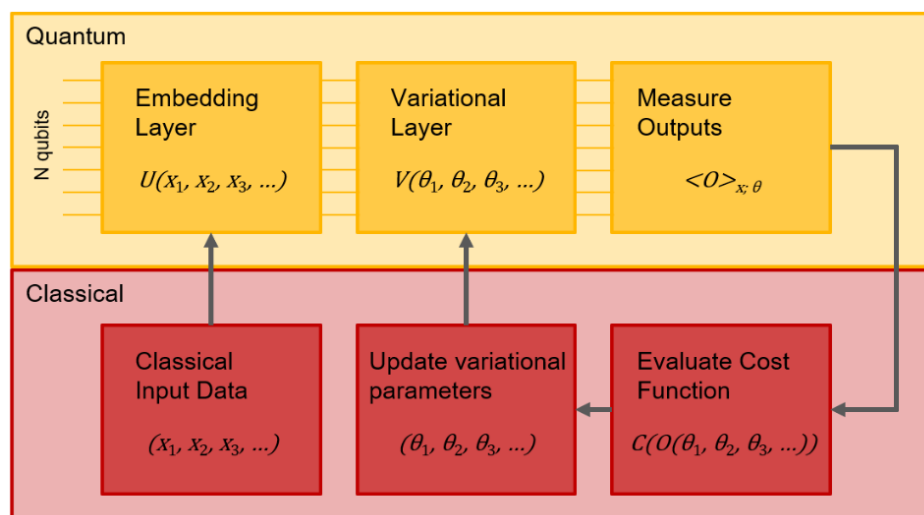 Quantum
N qubits
Embedding
Layer
U(x₁, x₂, x₃, ...)
Variational
Layer
V(θ₁, θ₂, θ₃, ...)
Measure
Outputs
<O>ₓ; θ
Classical
Classical
Input Data
(x₁, x₂, x₃, ...)
Update variational
parameters
(θ₁, θ₂, θ₃, ...)
Evaluate Cost
Function
C(O(θ₁, θ₂, θ₃, ...))